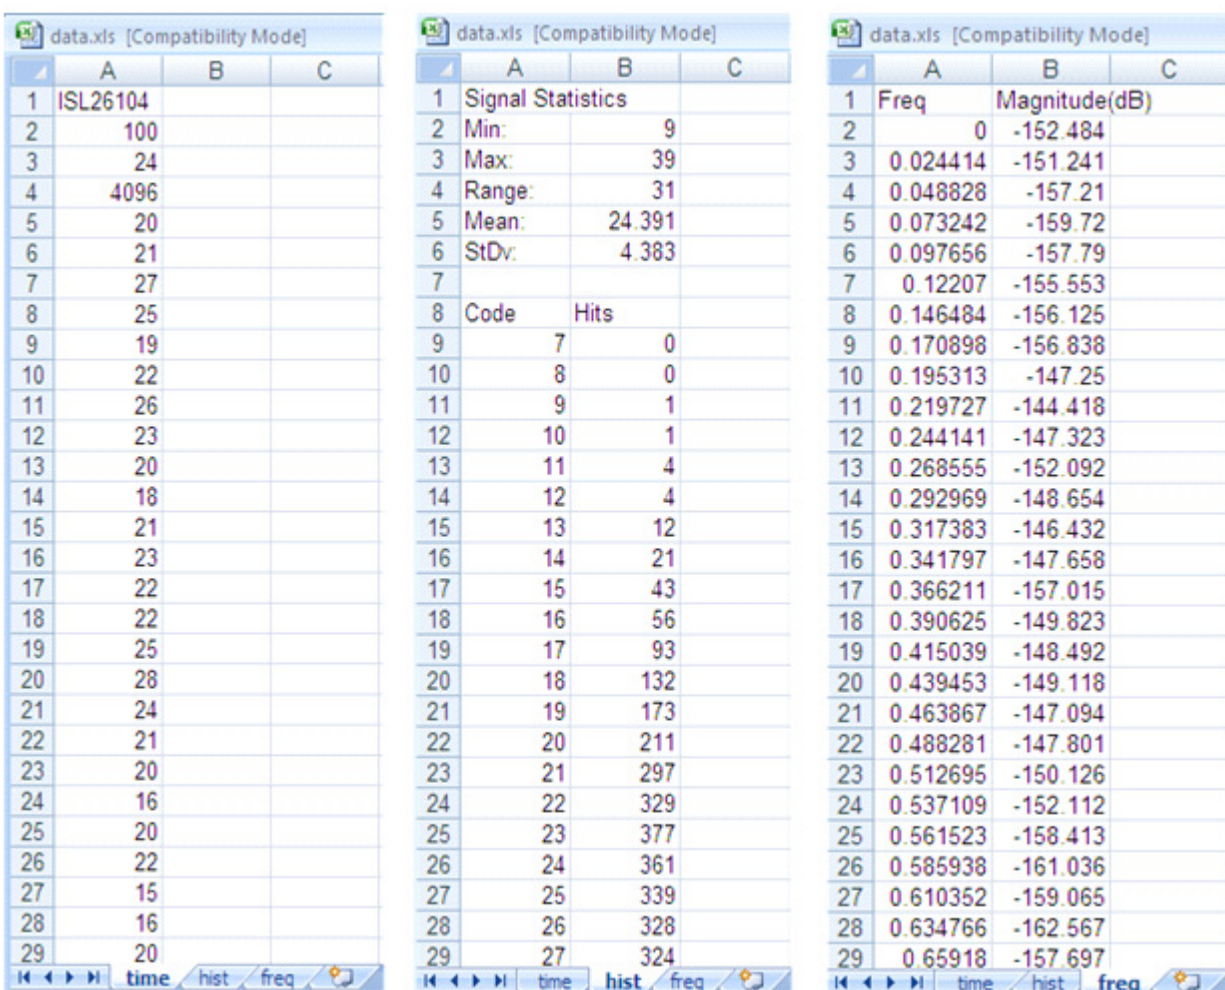 data.xls [Compatibility Mode]
A B C
1 ISL26104
2 100
3 24
4 4096
5 20
6 21
7 27
8 25
9 19
10 22
11 26
12 23
13 20
14 18
15 21
16 23
17 22
18 22
19 25
20 28
21 24
22 21
23 20
24 16
25 20
26 22
27 15
28 16
29 20
time hist freq
data.xls [Compatibility Mode]
A B C
1 Signal Statistics
2 Min: 9
3 Max: 39
4 Range: 31
5 Mean: 24.391
6 StDv: 4.383
7
8 Code Hits
9 7 0
10 8 0
11 9 1
12 10 1
13 11 4
14 12 4
15 13 12
16 14 21
17 15 43
18 16 56
19 17 93
20 18 132
21 19 173
22 20 211
23 21 297
24 22 329
25 23 377
26 24 361
27 25 339
28 26 328
29 27 324
time hist freq
data.xls [Compatibility Mode]
A B C
1 Freq Magnitude(dB)
2 0 -152.484
3 0.024414 -151.241
4 0.048828 -157.21
5 0.073242 -159.72
6 0.097656 -157.79
7 0.12207 -155.553
8 0.146484 -156.125
9 0.170898 -156.838
10 0.195313 -147.25
11 0.219727 -144.418
12 0.244141 -147.323
13 0.268555 -152.092
14 0.292969 -148.654
15 0.317383 -146.432
16 0.341797 -147.658
17 0.366211 -157.015
18 0.390625 -149.823
19 0.415039 -148.492
20 0.439453 -149.118
21 0.463867 -147.094
22 0.488281 -147.801
23 0.512695 -150.126
24 0.537109 -152.112
25 0.561523 -158.413
26 0.585938 -161.036
27 0.610352 -159.065
28 0.634766 -162.567
29 0.65918 -157.697
time hist freq